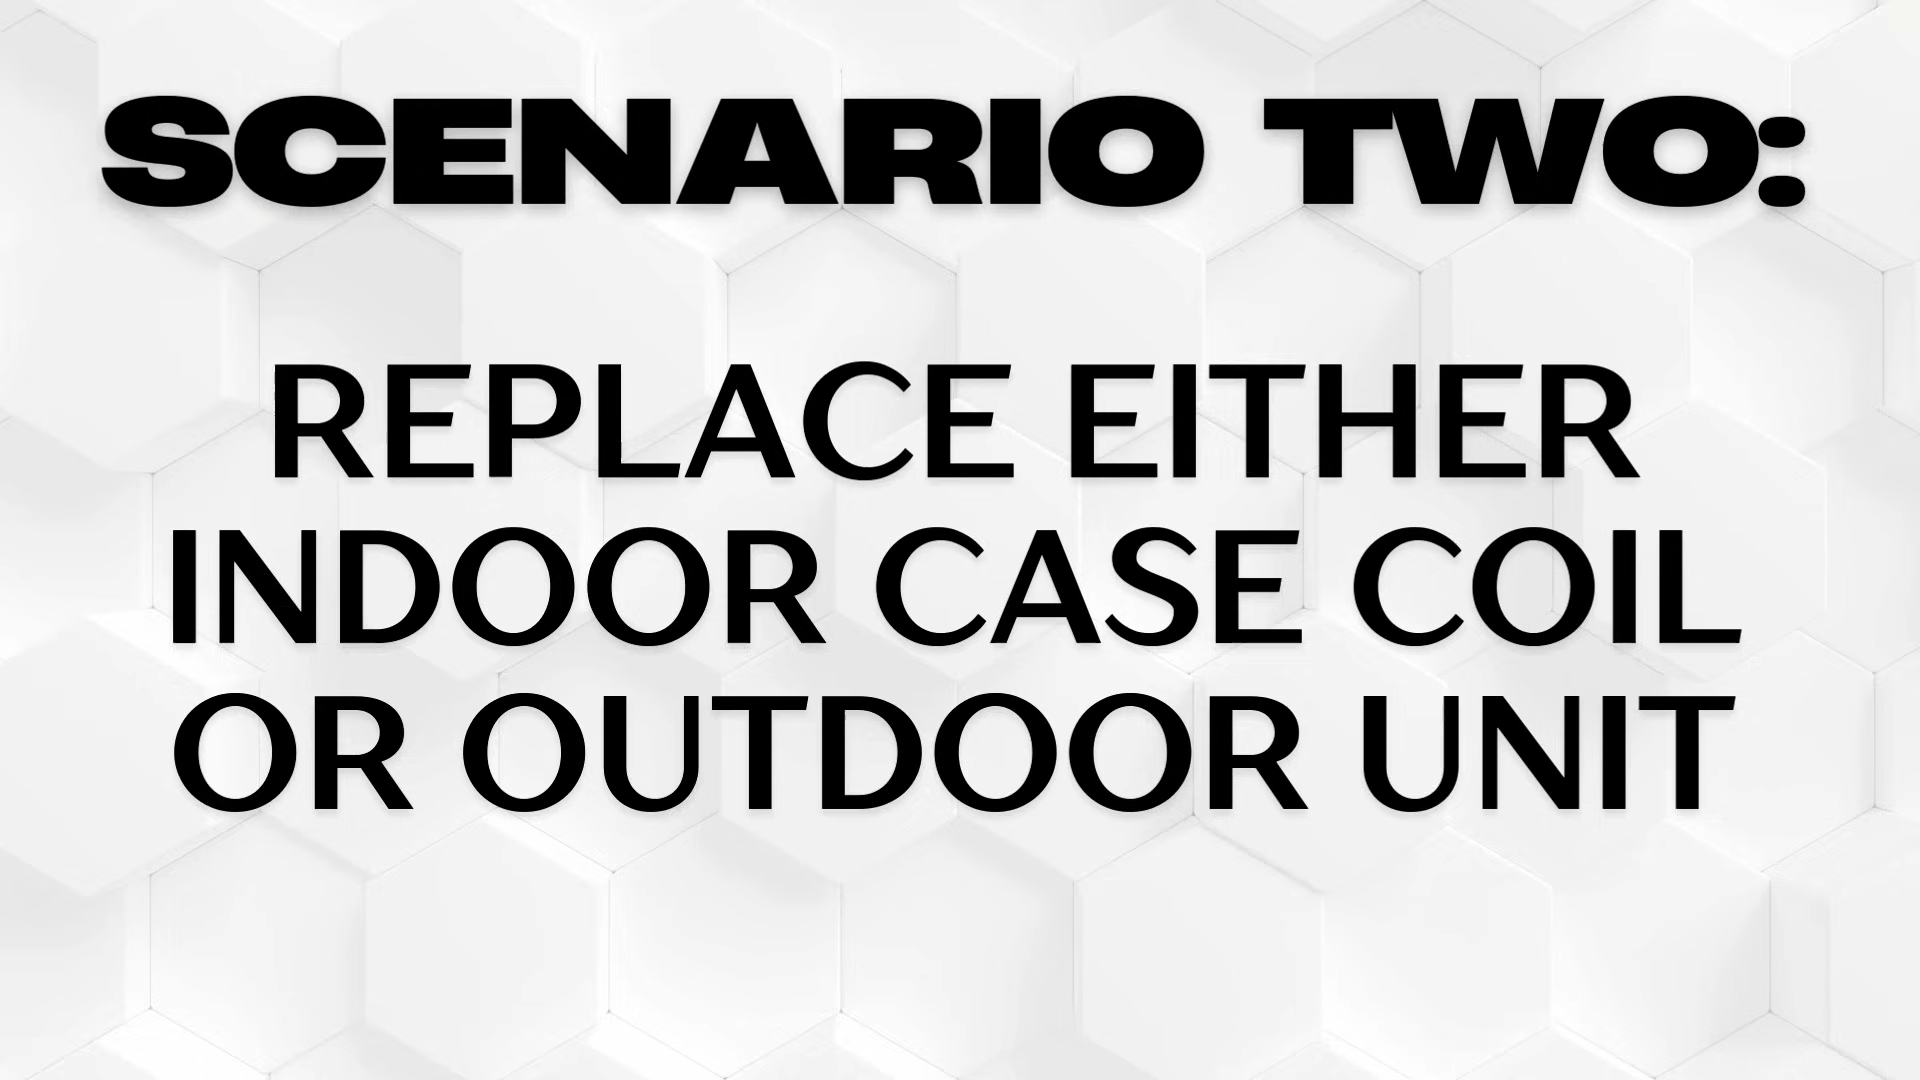 SCENARIO TWO:
REPLACE EITHER
INDOOR CASE COIL
OR OUTDOOR UNIT